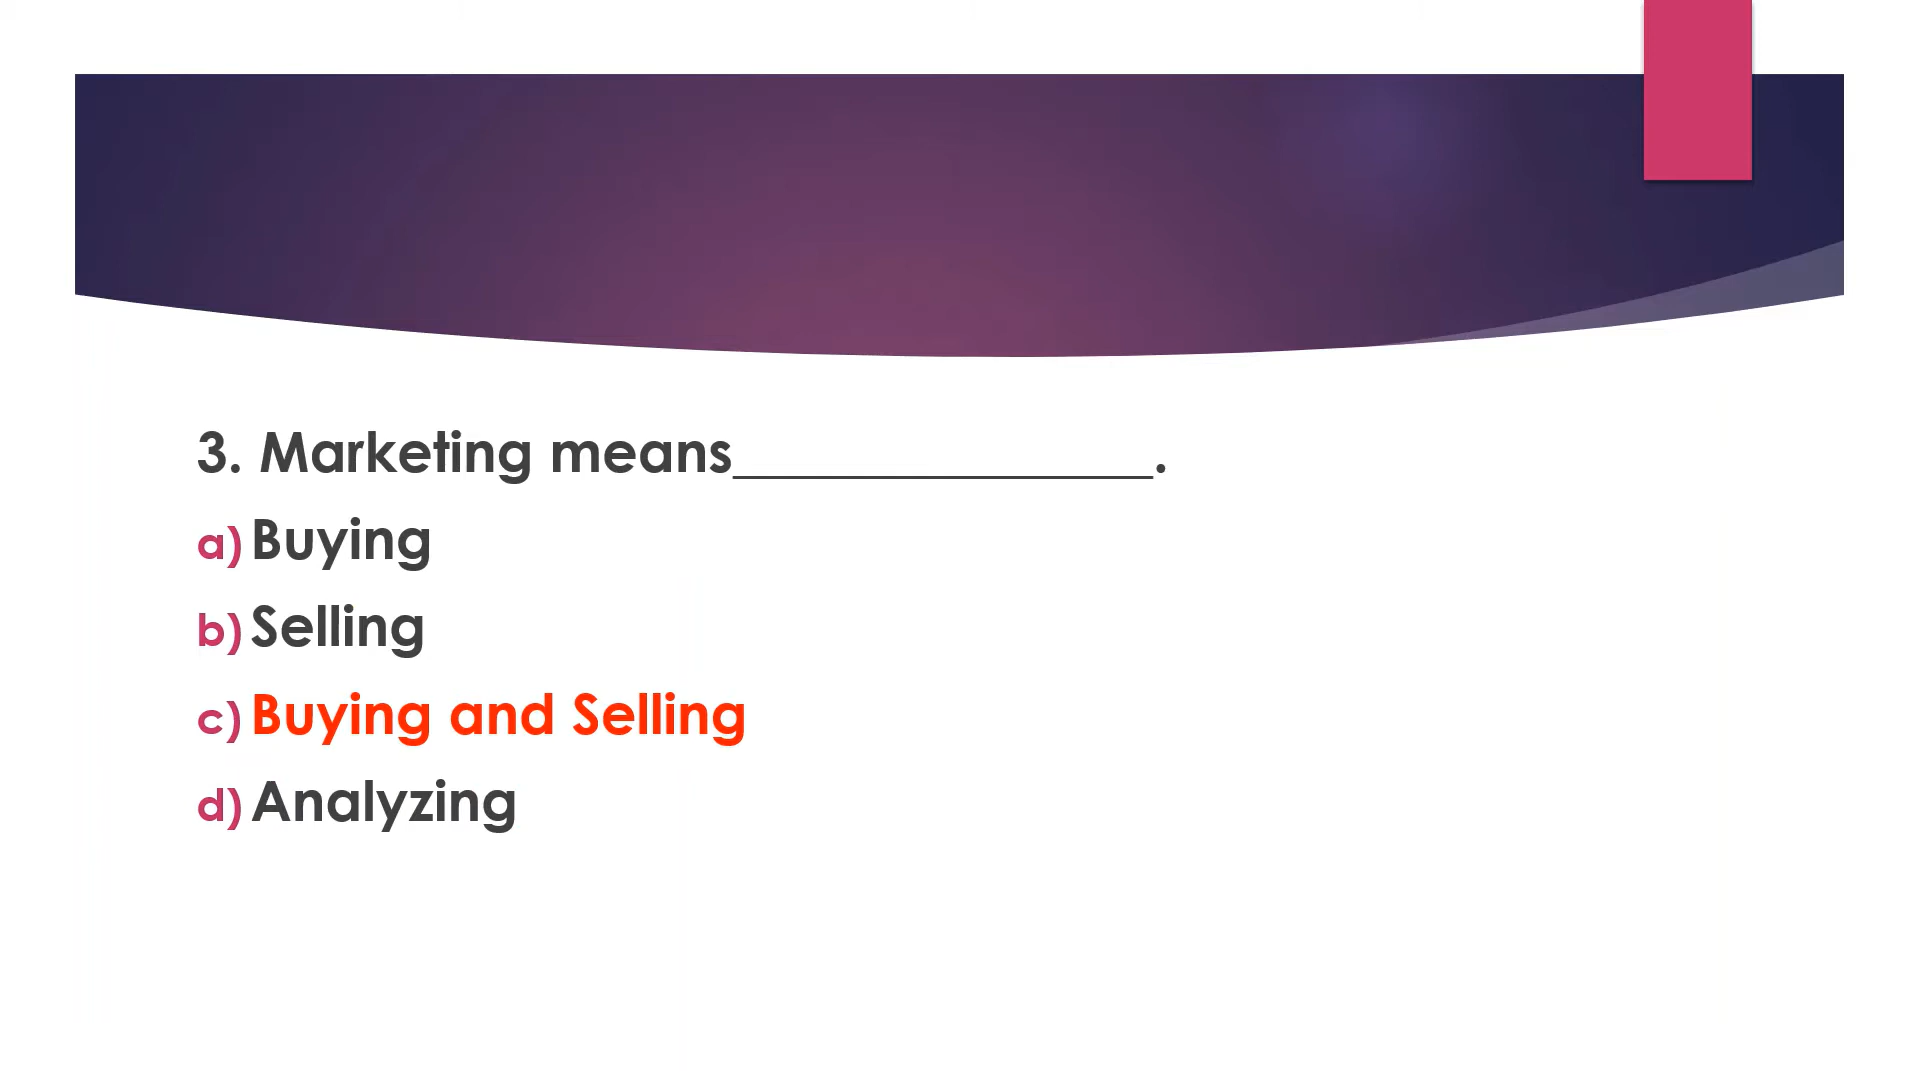 3. Marketing means_______________.
a) Buying
b) Selling
c) Buying and Selling
d) Analyzing